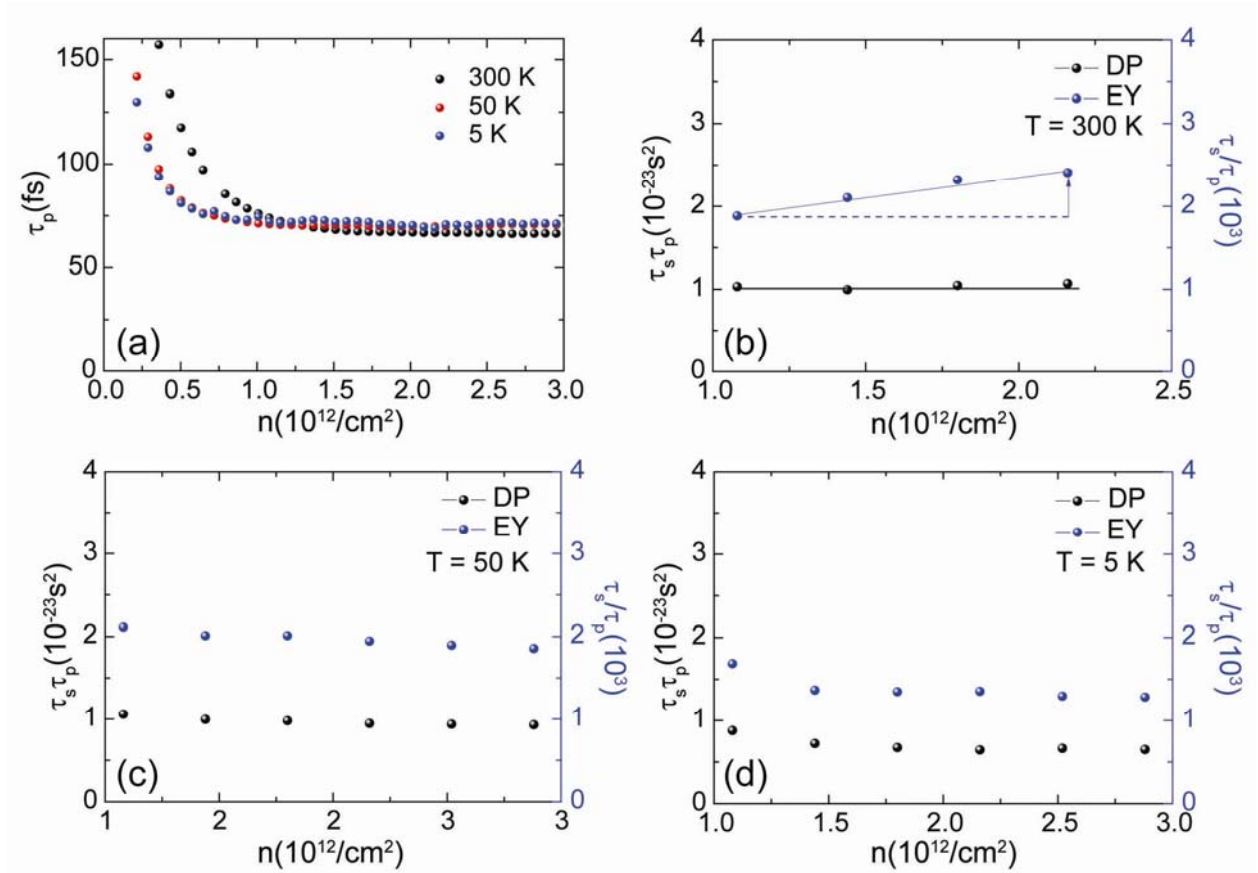 150
100
50
0
τp(fs)
300 K
50 K
5 K
(a)
0.0 0.5 1.0 1.5 2.0 2.5 3.0
n(10¹²/cm²)
4
3
2
1
0
τsτp(10⁻²³s²)
DP
EY
T = 300 K
4
3
2
1
0
τs/τp(10³)
(b)
1.0 1.5 2.0 2.5
n(10¹²/cm²)
4
3
2
1
0
τsτp(10⁻²³s²)
DP
EY
T = 50 K
4
3
2
1
0
τs/τp(10³)
(c)
1 2 2 3 3
n(10¹²/cm²)
4
3
2
1
0
τsτp(10⁻²³s²)
DP
EY
T = 5 K
4
3
2
1
0
τs/τp(10³)
(d)
1.0 1.5 2.0 2.5 3.0
n(10¹²/cm²)